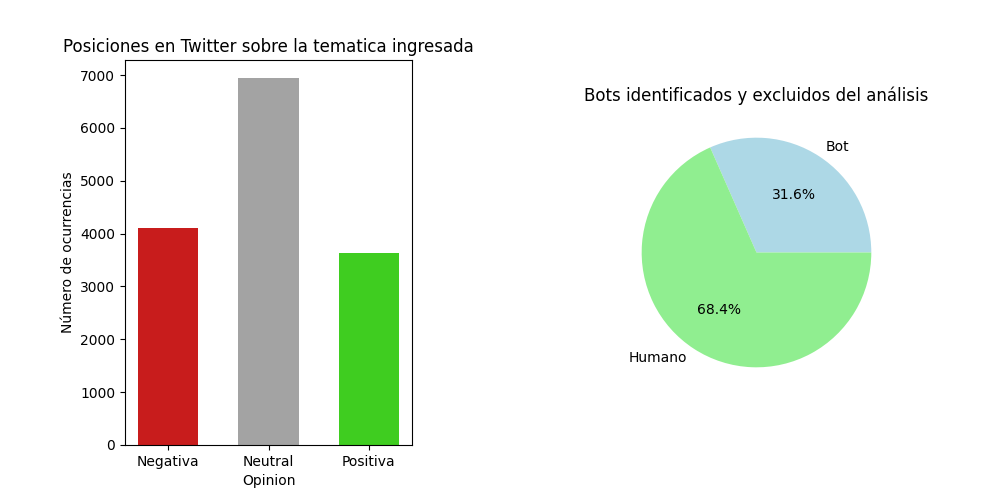 Posiciones en Twitter sobre la tematica ingresada
Número de ocurrencias
7000
6000
5000
4000
3000
2000
1000
0
Negativa
Neutral
Positiva
Opinion
Bots identificados y excluidos del análisis
Bot
31.6%
68.4%
Humano